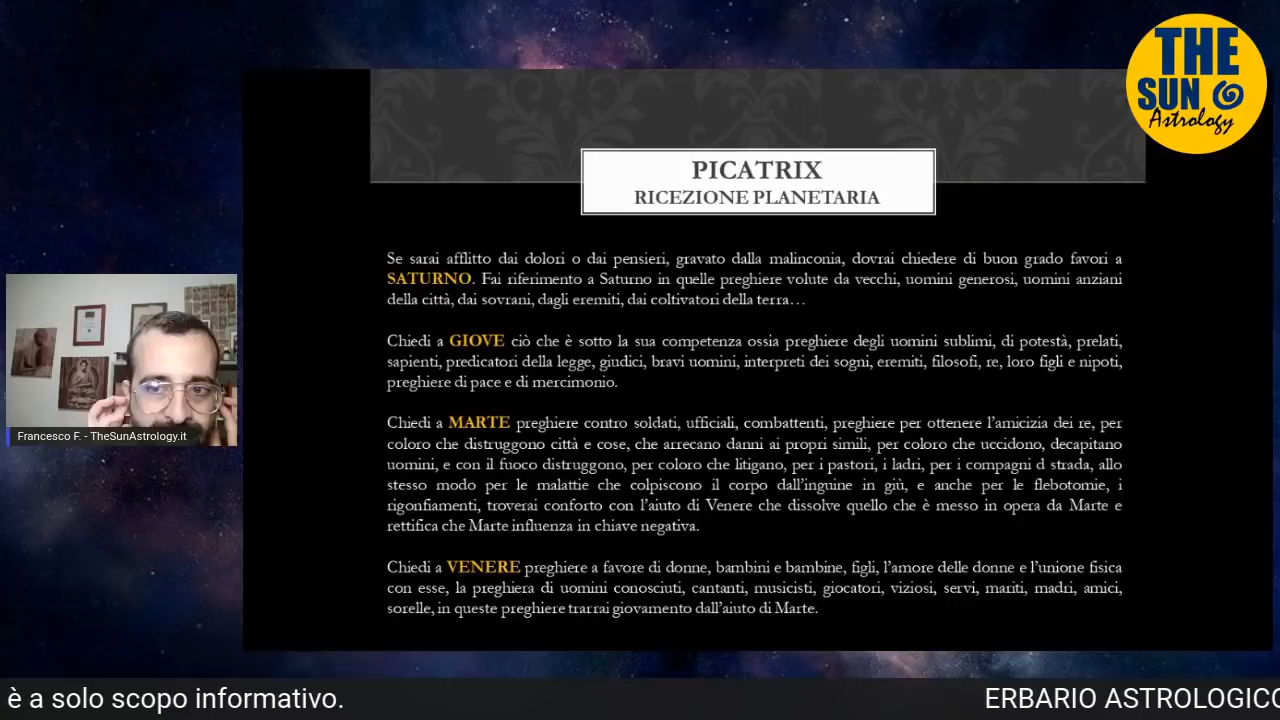 THE
SUN
Astrology
PICATRIX
RICEZIONE PLANETARIA
Se sarai afflitto dai dolori o dai pensieri, gravato dalla malinconia, dovrai chiedere di buon grado favori a
SATURNO. Fai riferimento a Saturno in quelle preghiere volute da vecchi, uomini generosi, uomini anziani
della città, dai sovrani, dagli eremiti, dai coltivatori della terra…
Chiedi a GIOVE ciò che è sotto la sua competenza ossia preghiere degli uomini sublimi, di potestà, prelati,
sapienti, predicatori della legge, giudici, bravi uomini, interpreti dei sogni, eremiti, filosofi, re, loro figli e nipoti,
preghiere di pace e di mercimonio.
Chiedi a MARTE preghiere contro soldati, ufficiali, combattenti, preghiere per ottenere l'amicizia dei re, per
coloro che distruggono città e cose, che arrecano danni ai propri simili, per coloro che uccidono, decapitano
uomini, e con il fuoco distruggono, per coloro che litigano, per i pastori, i ladri, per i compagni d strada, allo
stesso modo per le malattie che colpiscono il corpo dall'inguine in giù, e anche per le flebotomie, i
rigonfiamenti, troverai conforto con l'aiuto di Venere che dissolve quello che è messo in opera da Marte e
rettifica che Marte influenza in chiave negativa.
Chiedi a VENERE preghiere a favore di donne, bambini e bambine, figli, l'amore delle donne e l'unione fisica
con esse, la preghiera di uomini conosciuti, cantanti, musicisti, giocatori, viziosi, servi, mariti, madri, amici,
sorelle, in queste preghiere trarrai giovamento dall'aiuto di Marte.
Francesco F. - TheSunAstrology.it
è a solo scopo informativo.
ERBARIO ASTROLOGICO